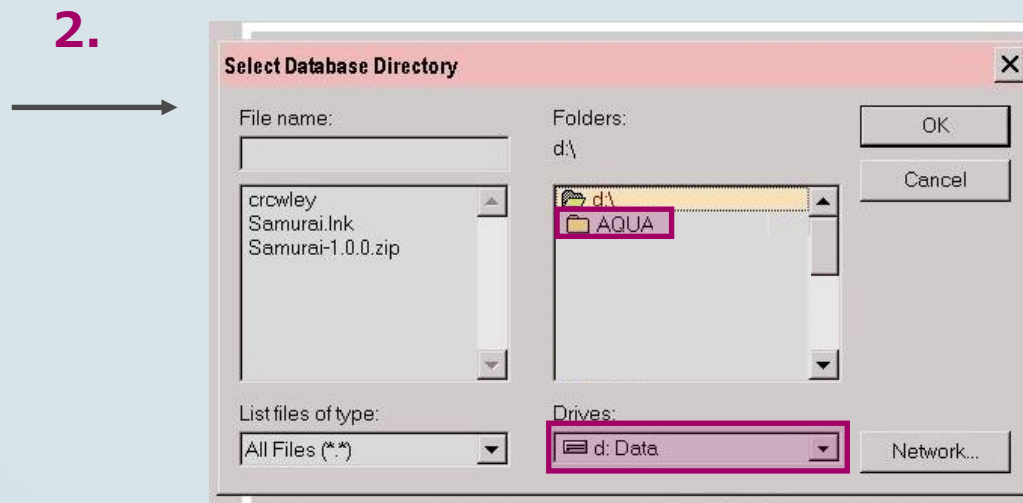 2.
Select Database Directory
File name:
Folders:
d:\
OK
Cancel
crcwley
Samurai.lnk
Samurai-1.0.0.zip
d:\
AQUA
List files of type:
Drives:
All Files (*.*)
d: Data
Network...